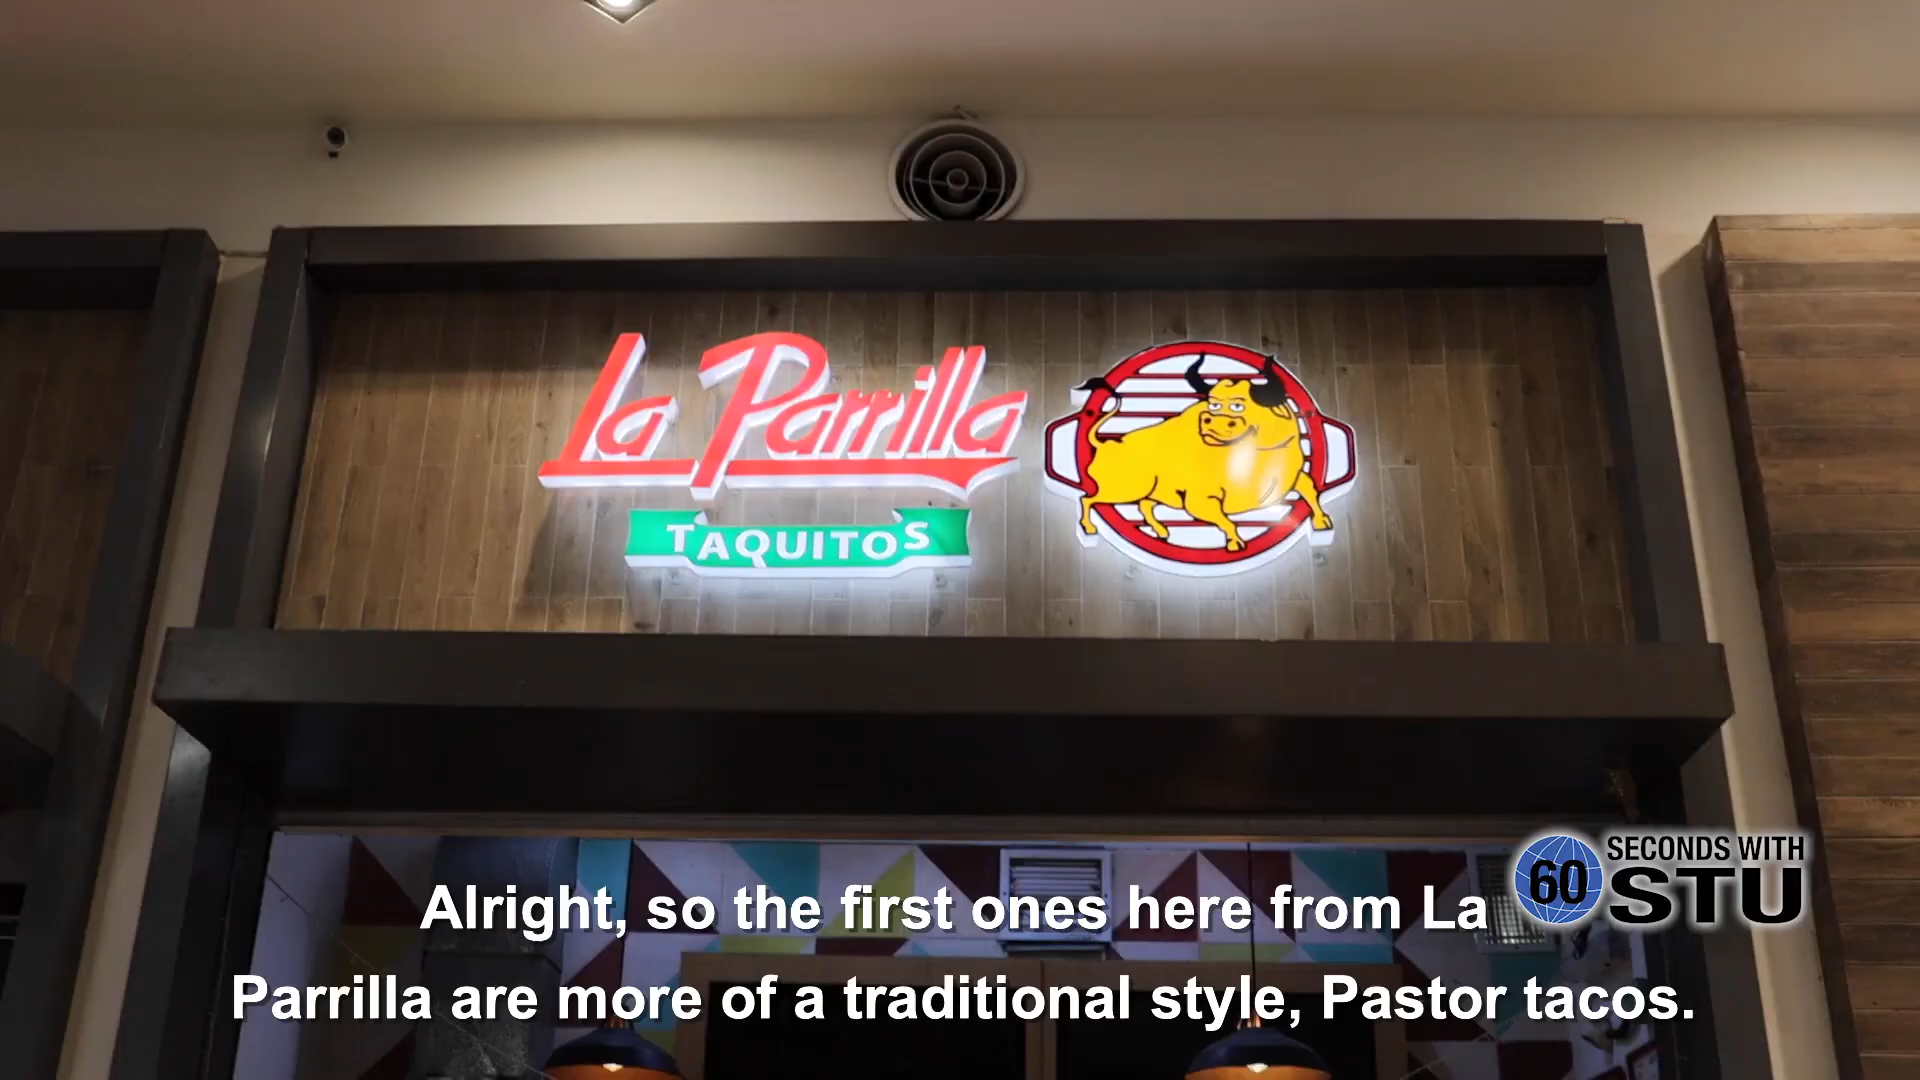 La Parrilla
TAQUITOS
60 SECONDS WITH
STU
Alright, so the first ones here from La
Parrilla are more of a traditional style, Pastor tacos.